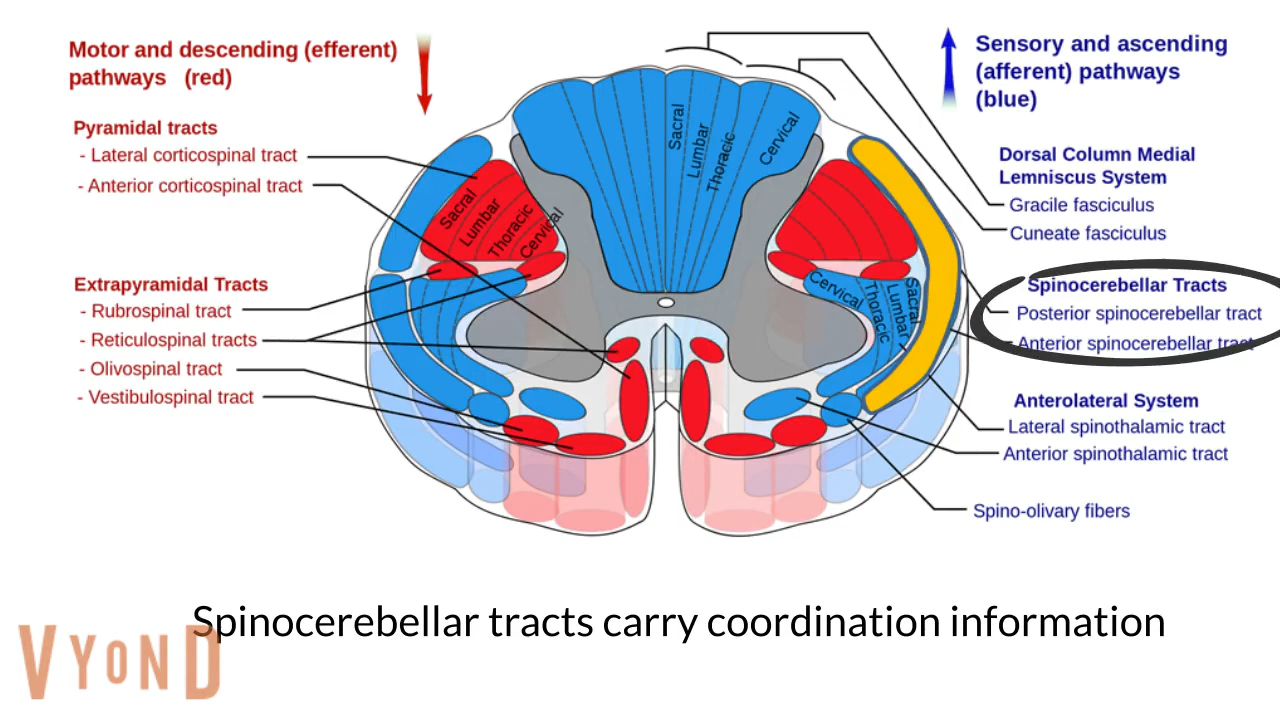 Motor and descending (efferent)
pathways (red)
Pyramidal tracts
- Lateral corticospinal tract
- Anterior corticospinal tract
Extrapyramidal Tracts
- Rubrospinal tract
- Reticulospinal tracts
- Olivospinal tract
- Vestibulospinal tract
Sacral
Lumbar
Thoracic
Cervical
Sacral
Lumbar
Thoracic
Cervical
Cervical
Thoracic
Lumbar
Sacral
Sensory and ascending
(afferent) pathways
(blue)
Dorsal Column Medial
Lemniscus System
Gracile fasciculus
Cuneate fasciculus
Spinocerebellar Tracts
Posterior spinocerebellar tract
Anterior spinocerebellar tract
Anterolateral System
Lateral spinothalamic tract
Anterior spinothalamic tract
Spino-olivary fibers
Spinocerebellar tracts carry coordination information
VYOND